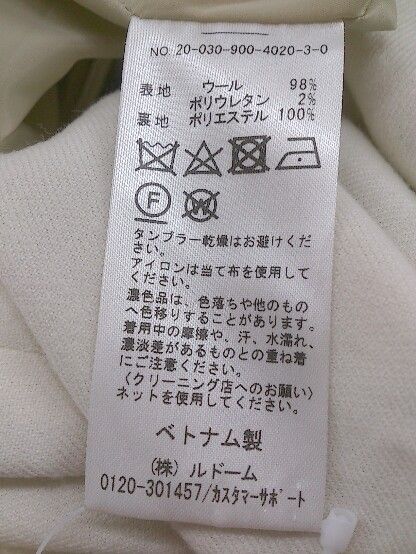 NO 20-030-900-4020-3-0
表地 ウール 98%
ポリウレタン 2%
裏地 ポリエステル 100%
F W
タンブラー乾燥はお避けくだ
さい。
アイロンは当て布を使用して
ください。
濃色品は、色落ちや他のもの
へ色移りすることがあります。
着用中の摩擦や、汗、水濡れ、
濃淡差があるものとの重ね着
にご注意ください。
〈クリーニング店へのお願い〉
ネットを使用してください。
ベトナム製
(株) ルドーム
0120-301457/カスタマーサポート